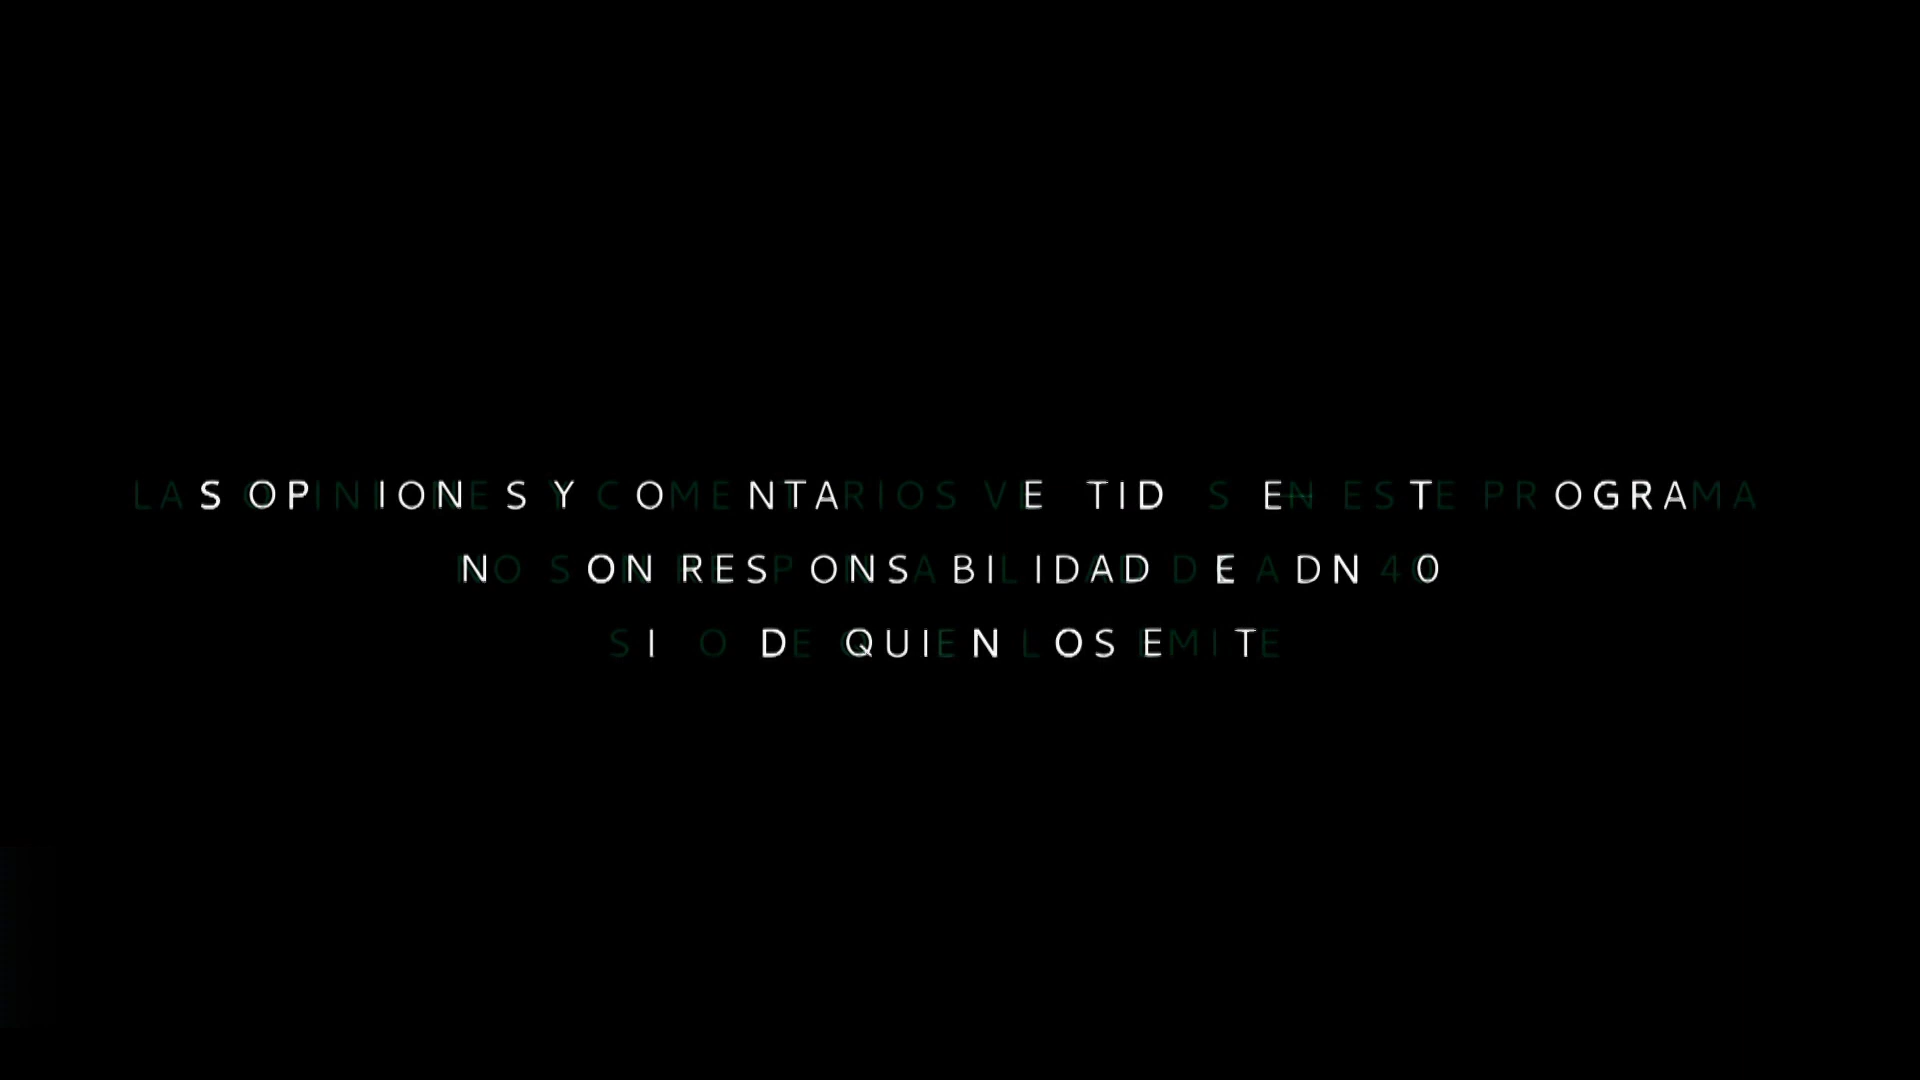 LAS OPINIONES Y COMENTARIOS VERTIDOS EN ESTE PROGRAMA
NO SON RESPONSABILIDAD DE ADN 40
SINO DE QUIEN LOS EMITE